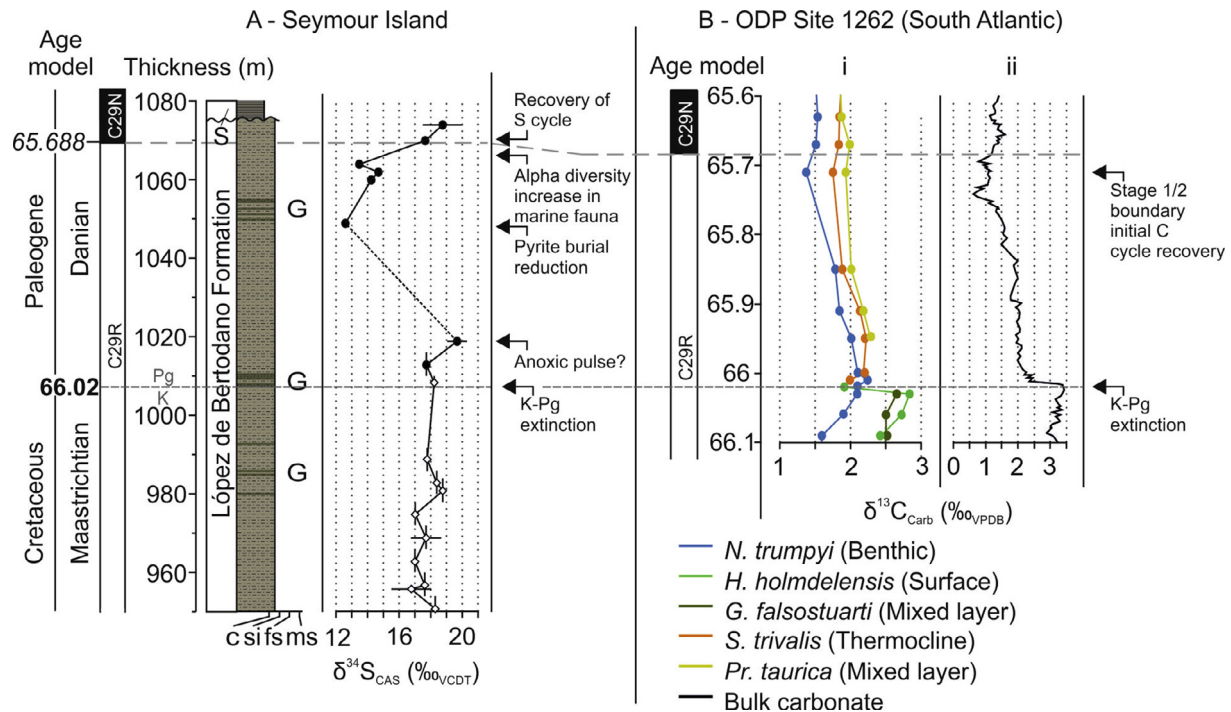 A - Seymour Island
B - ODP Site 1262 (South Atlantic)
Age
model
Thickness (m)
Age model
i
ii
C29N
C29R
65.688
66.02
Paleogene
Cretaceous
Danian
Maastrichtian
Pg
K
1080
1060
1040
1020
1000
980
960
S
López de Bertodano Formation
G
G
G
c si fs ms
12 16 20
δ34SCAS (‰VCDT)
Recovery of
S cycle
Alpha diversity
increase in
marine fauna
Pyrite burial
reduction
Anoxic pulse?
K-Pg
extinction
C29N
C29R
65.6
65.7
65.8
65.9
66
66.1
1 2 3
0 1 2 3
δ13CCarb (‰VPDB)
Stage 1/2
boundary
initial C
cycle recovery
K-Pg
extinction
N. trumpyi (Benthic)
H. holmdelensis (Surface)
G. falsostuarti (Mixed layer)
S. trivalis (Thermocline)
Pr. taurica (Mixed layer)
Bulk carbonate